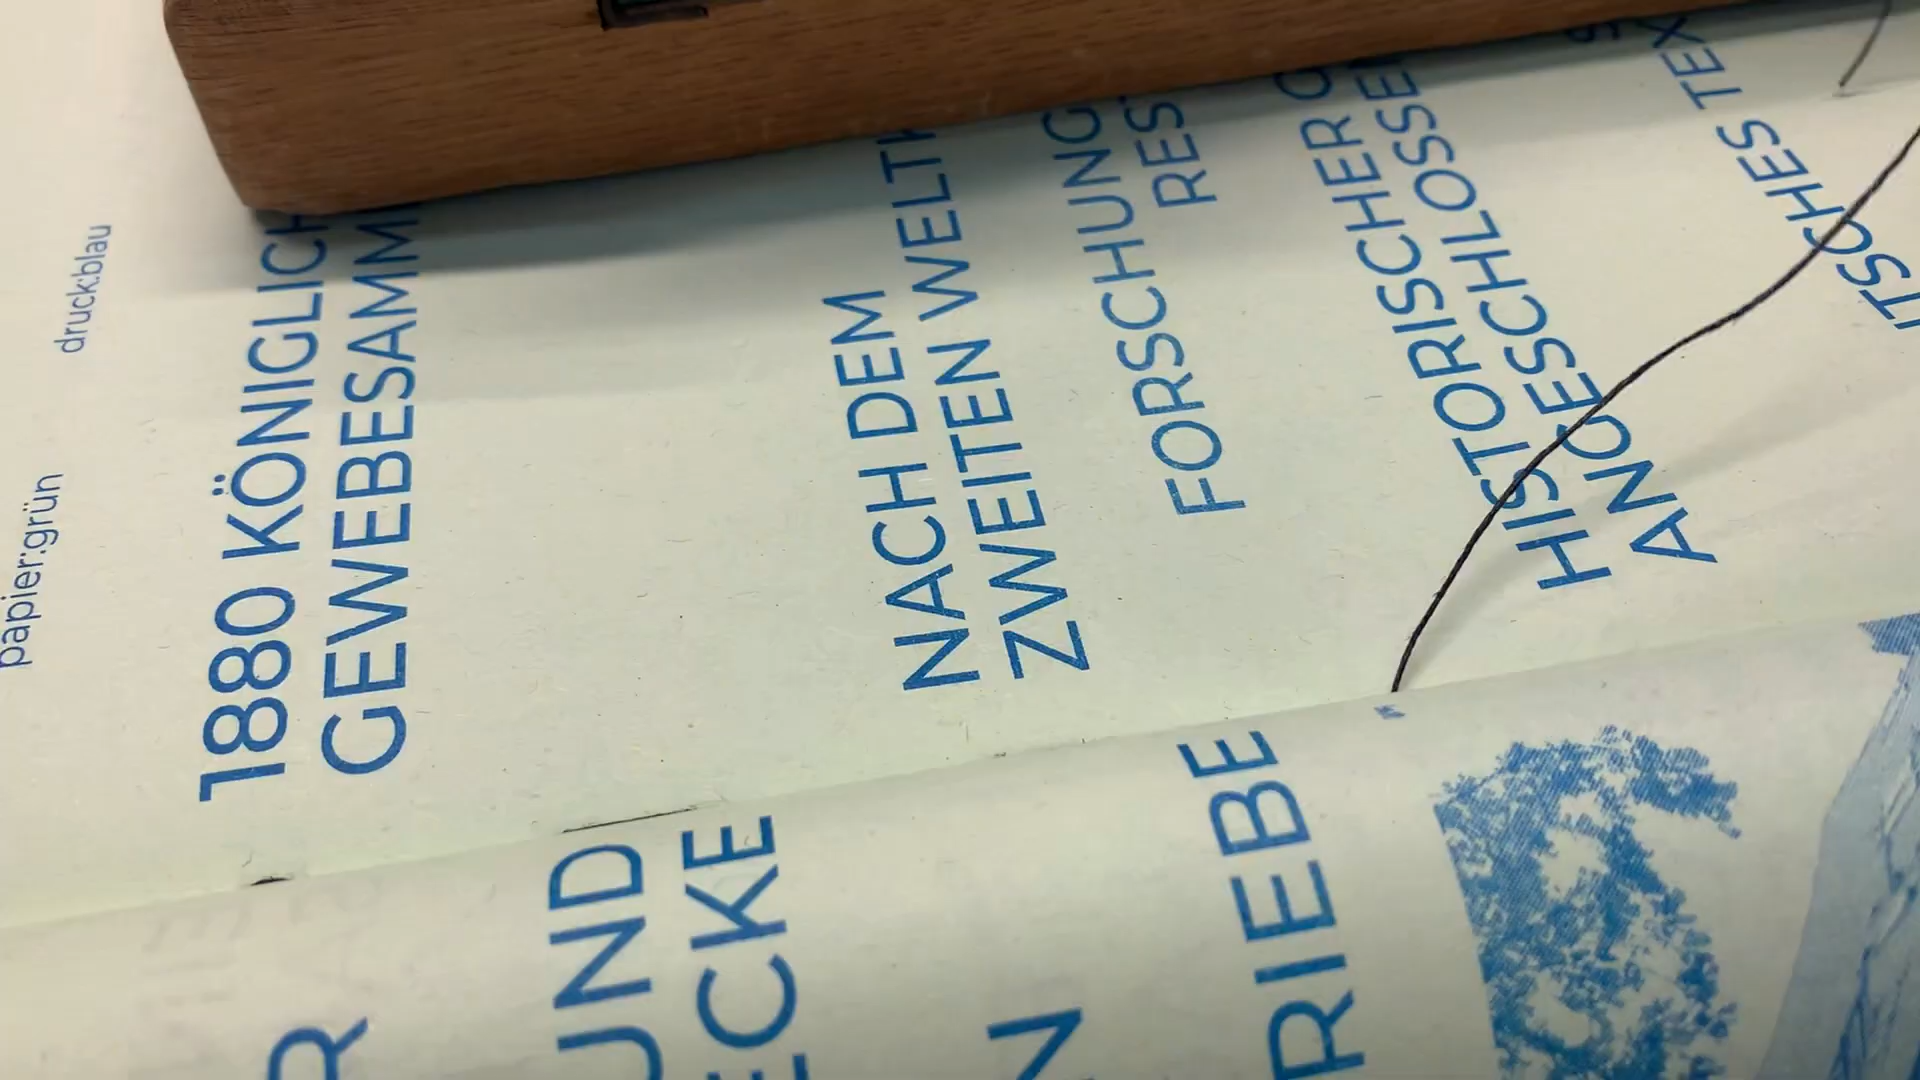 papier:grün
druck:blau
1880 KÖNIGLICH
GEWEBESAMM
NACH DEM
ZWEITEN WELTK
FORSCHUNG
RES
HISTORISCHER
ANGESCHLOSSE
ITSCHES TEX
UND
ECKE
N
RIEBE
R